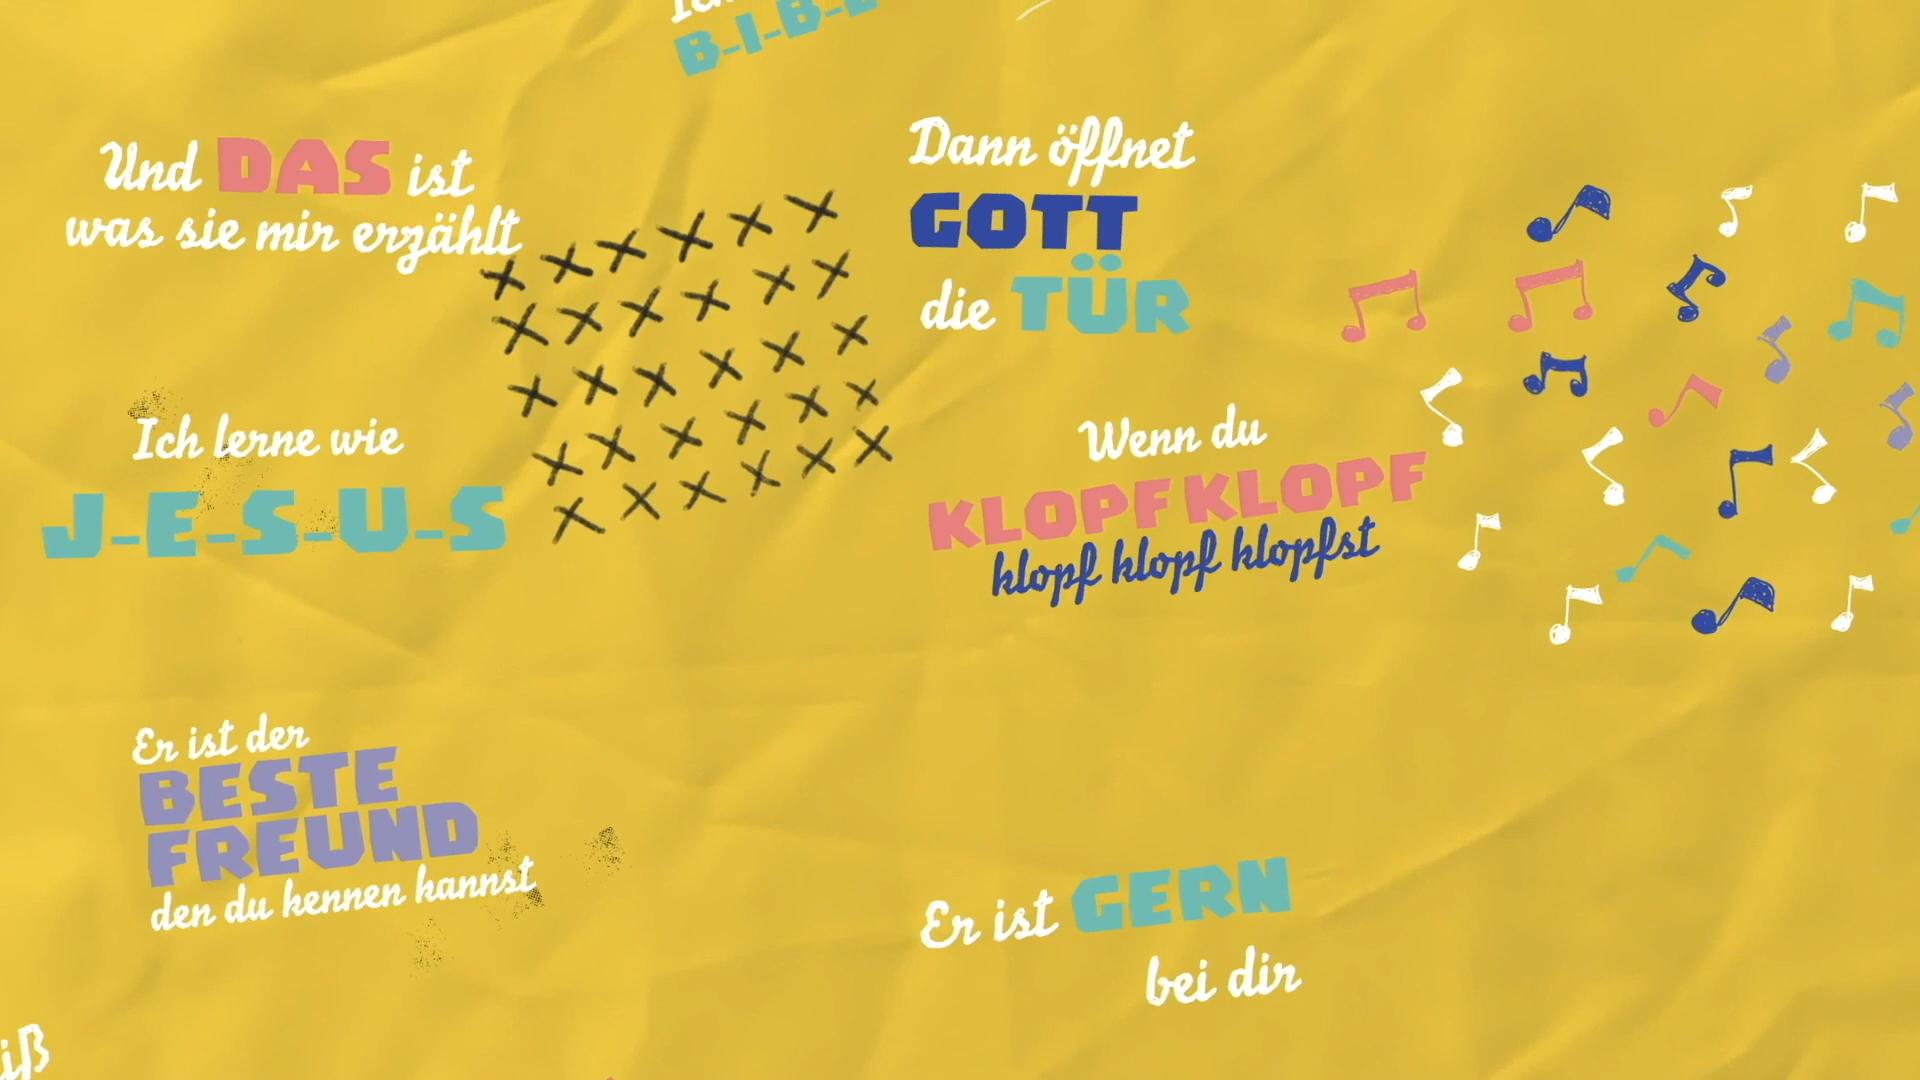 B-I-B-
Und DAS ist
was sie mir erzählt
Ich lerne wie
J-E-S-U-S
Er ist der
BESTE
FREUND
den du kennen kannst
Dann öffnet
GOTT
die TÜR
Wenn du
KLOPF KLOPF
klopf klopf klopfst
Er ist GERN
bei dir
iß